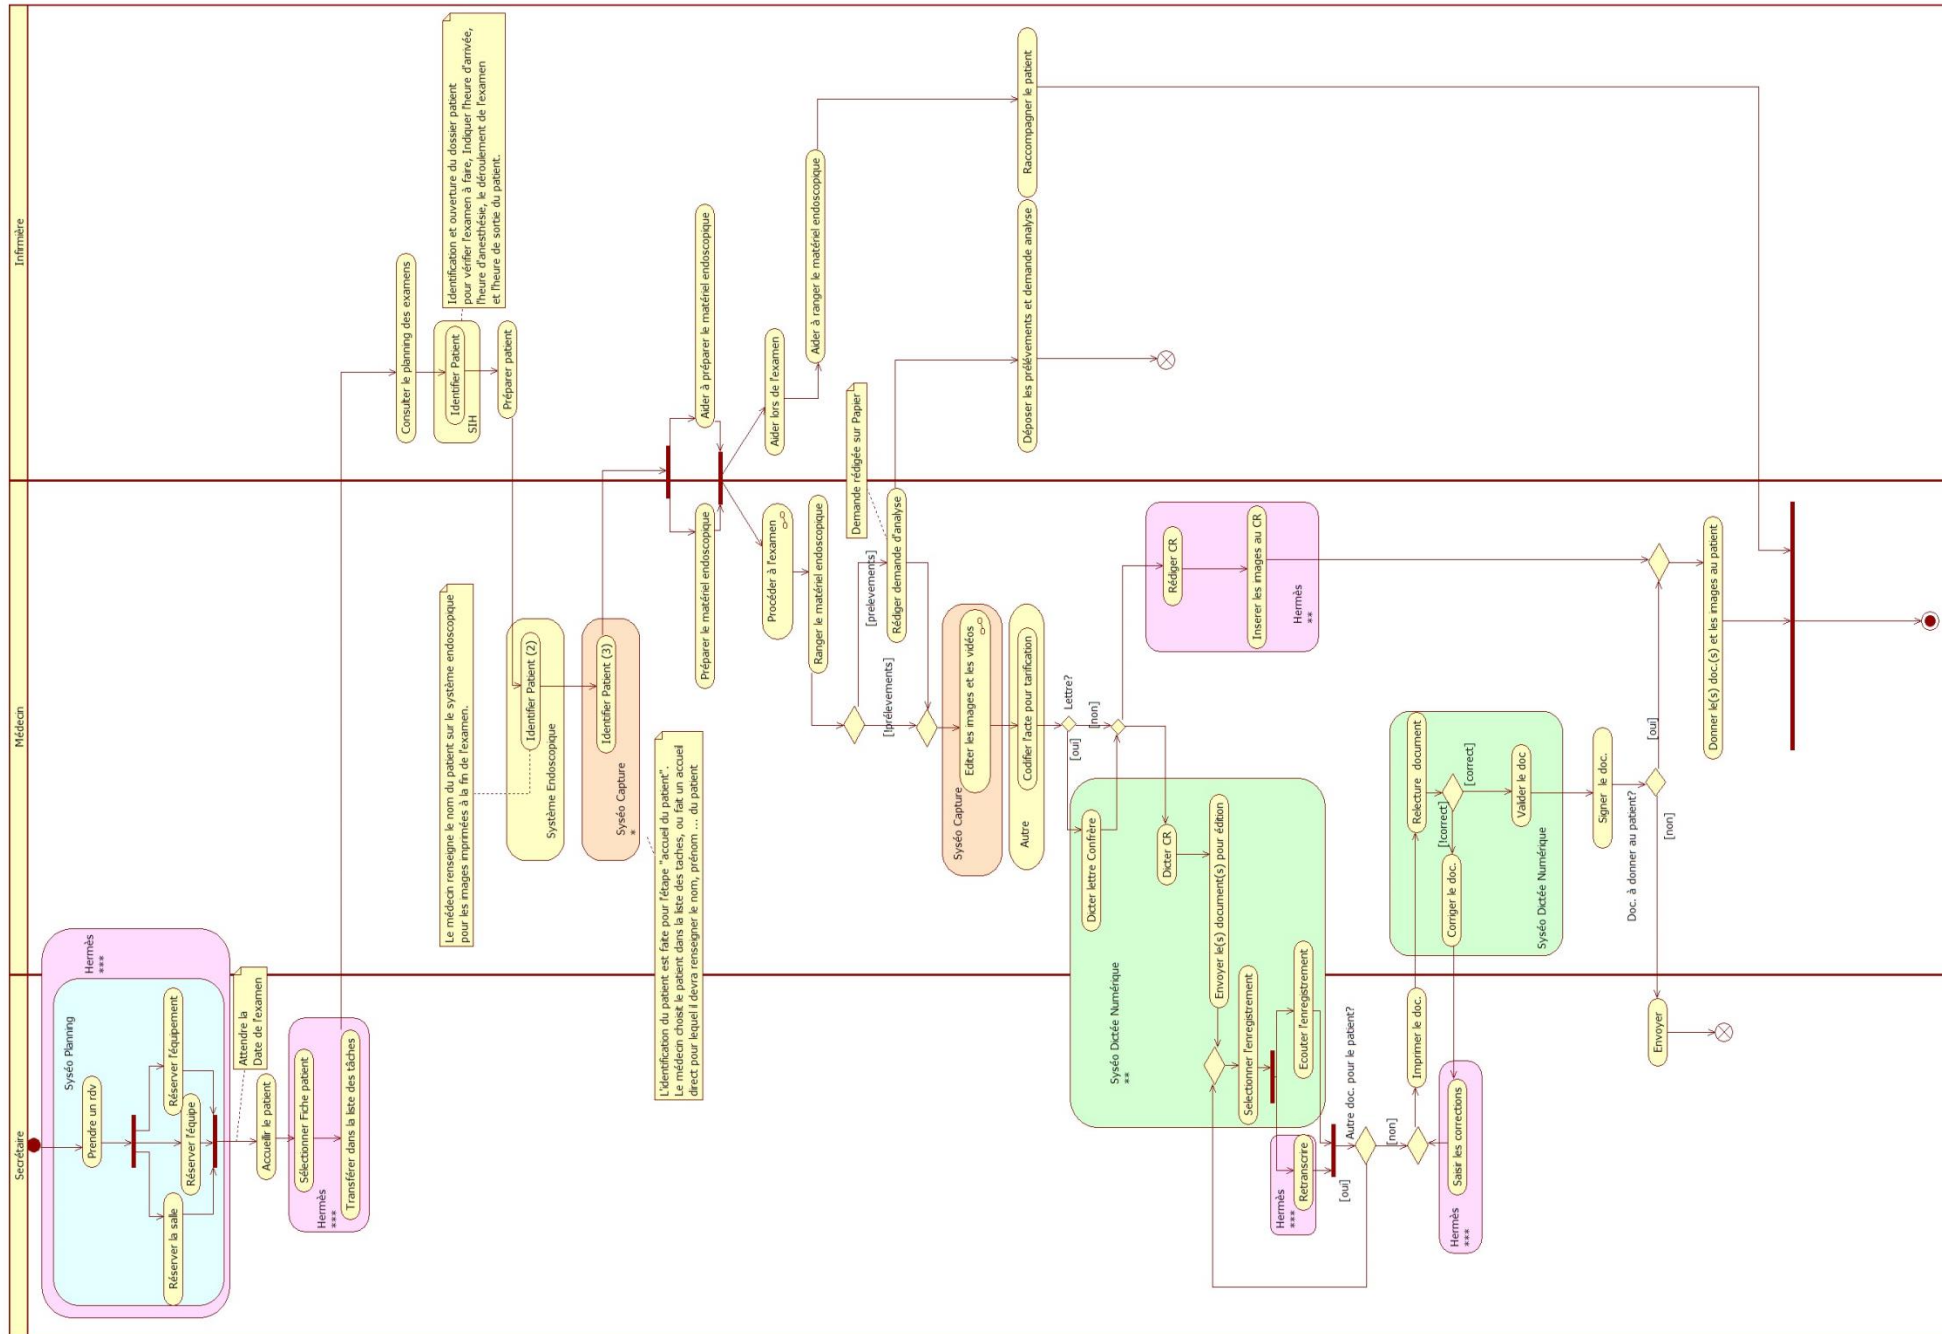 Secrétaire
Médecin
Infirmière
Hermès
***
Syséo Planning
Prendre un rdv
Réserver la salle
Réserver l'équipe
Réserver l'équipement
Attendre la
Date de l'examen
Accueillir le patient
Sélectionner Fiche patient
Transférer dans la liste des tâches
Hermès
***
Consulter le planning des examens
Identifier Patient
SIH
Identification et ouverture du dossier patient
pour vérifier l'examen à faire, Indiquer l'heure d'arrivée,
l'heure d'anesthésie, le déroulement de l'examen
et l'heure de sortie du patient.
Préparer patient
Le médecin renseigne le nom du patient sur le système endoscopique
pour les images imprimées à la fin de l'examen.
Identifier Patient (2)
Système Endoscopique
Identifier Patient (3)
Syséo Capture
*
L'identification du patient est faite pour l'étape "accueil du patient".
Le médecin choisit le patient dans la liste des taches, ou fait un accueil
direct pour lequel il devra renseigner le nom, prénom ... du patient
Préparer le matériel endoscopique
Aider à préparer le matériel endoscopique
Procéder à l'examen
Aider lors de l'examen
Ranger le matériel endoscopique
Aider à ranger le matériel endoscopique
Demande rédigée sur Papier
[prelevements]
[!prélevements]
Rédiger demande d'analyse
Déposer les prélévements et demande analyse
Raccompagner le patient
Syséo Capture
Editer les images et les vidéos
Autre
Codifier l'acte pour tarification
Lettre?
[oui]
[non]
Dicter lettre Confrère
Rédiger CR
Inserer les images au CR
Hermès
**
Dicter CR
Syséo Dictée Numérique
**
Envoyer le(s) document(s) pour édition
Selectionner l'enregistrement
Ecouter l'enregistrement
Hermès
***
Retranscrire
Autre doc. pour le patient?
[oui]
[non]
Imprimer le doc.
Relecture document
[!correct]
[correct]
Corriger le doc.
Saisir les corrections
Hermès
***
Valider le doc
Syséo Dictée Numérique
Signer le doc.
Doc. à donner au patient?
[oui]
[non]
Envoyer
Donner le(s) doc.(s) et les images au patient